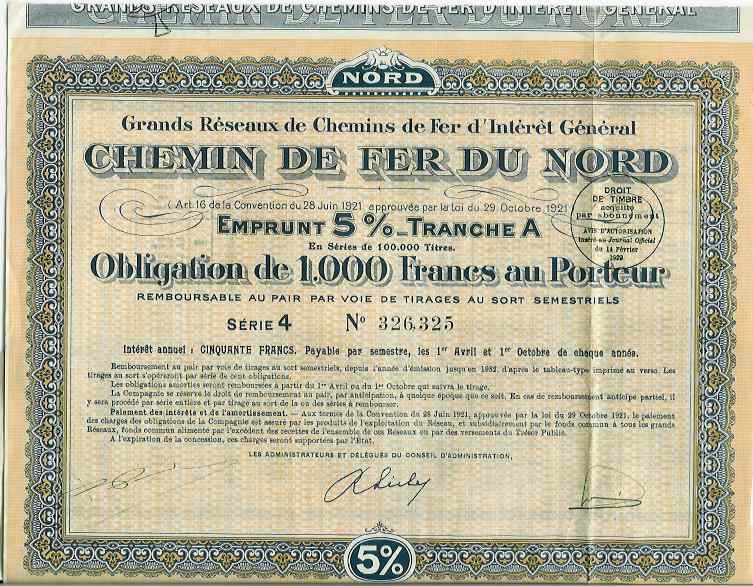 GRANDS RESEAUX DE CHEMINS DE FER D'INTERET GENERAL
CHEMIN DE FER DU NORD
NORD
Grands Réseaux de Chemins de Fer d'Intérêt Général
CHEMIN DE FER DU NORD
(Art. 16 de la Convention du 28 Juin 1921, approuvée par la loi du 29 Octobre 1921)
EMPRUNT 5 % _ TRANCHE A
En Séries de 100.000 Titres.
DROIT
DE TIMBRE
acquitté
par abonnement
AVIS D'AUTORISATION
Inséré au Journal Officiel
du 14 Février
1929
Obligation de 1.000 Francs au Porteur
REMBOURSABLE AU PAIR PAR VOIE DE TIRAGES AU SORT SEMESTRIELS
SÉRIE 4 Nº 326.325
Intérêt annuel : CINQUANTE FRANCS. Payable par semestre, les 1er Avril et 1er Octobre de chaque année.
Remboursement au pair par voie de tirages au sort semestriels, depuis l'année d'émission jusqu'en 1982, d'après le tableau-type imprimé au verso. Les
tirages au sort s'opéreront par série de cent obligations.
Les obligations amorties seront remboursées à partir du 1er Avril ou du 1er Octobre qui suivra le tirage.
La Compagnie se réserve le droit de remboursement au pair, par anticipation, à quelque époque que ce soit. En cas de remboursement anticipé partiel, il
y sera procédé par série entière et par tirage au sort de la ou des séries à rembourser.
Paiement des intérêts et de l'amortissement. — Aux termes de la Convention du 28 Juin 1921, approuvée par la loi du 29 Octobre 1921, le paiement
des charges des obligations de la Compagnie est assuré par les produits de l'exploitation du Réseau, et subsidiairement par le fonds commun à tous les grands
Réseaux, fonds commun alimenté par l'excédent des recettes de l'ensemble de ces Réseaux ou par des versements du Trésor Public.
A l'expiration de la concession, ces charges seront supportées par l'État.
LES ADMINISTRATEURS ET DÉLÉGUÉS DU CONSEIL D'ADMINISTRATION,
5%